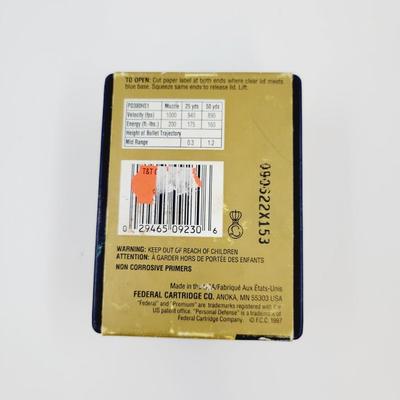 TO OPEN: Cut paper label at both ends where clear lid meets
blue base. Squeeze same ends to release lid. Lift.
PD380HS1 Muzzle 25 yds 50 yds
Velocity (fps) 1000 940 890
Energy (ft.-lbs.) 200 175 160
Height of Bullet Trajectory
Mid Range 0.3 1.2
T&T
0 29465 09230 6
090622X153
WARNING: KEEP OUT OF REACH OF CHILDREN
ATTENTION: À GARDER HORS DE PORTÉE DES ENFANTS
NON CORROSIVE PRIMERS
Made in the USA/Fabriqué Aux États-Unis
FEDERAL CARTRIDGE CO. ANOKA, MN 55303 USA
"Federal" and "Premium" are trademarks registered with the
US patent office. "Personal Defense" is a trademark of
Federal Cartridge Company. © F.C.C. 1997